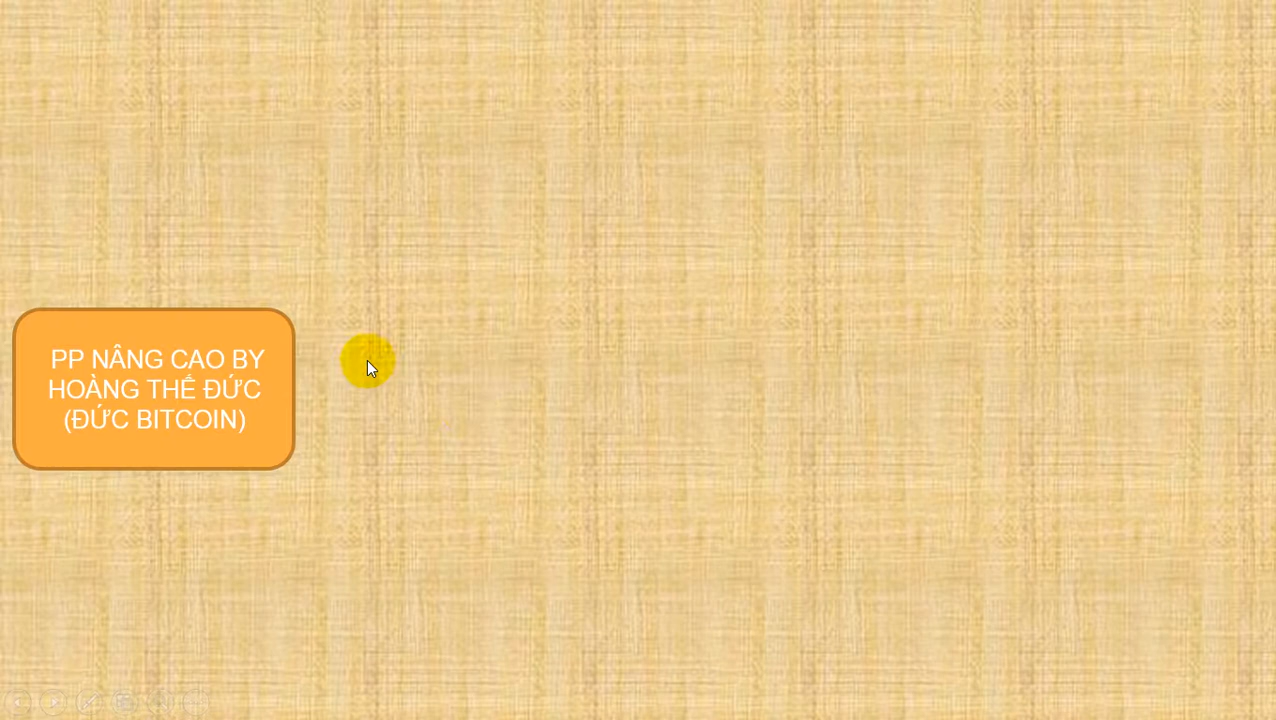 PP NÂNG CAO BY
HOÀNG THẾ ĐỨC
(ĐỨC BITCOIN)